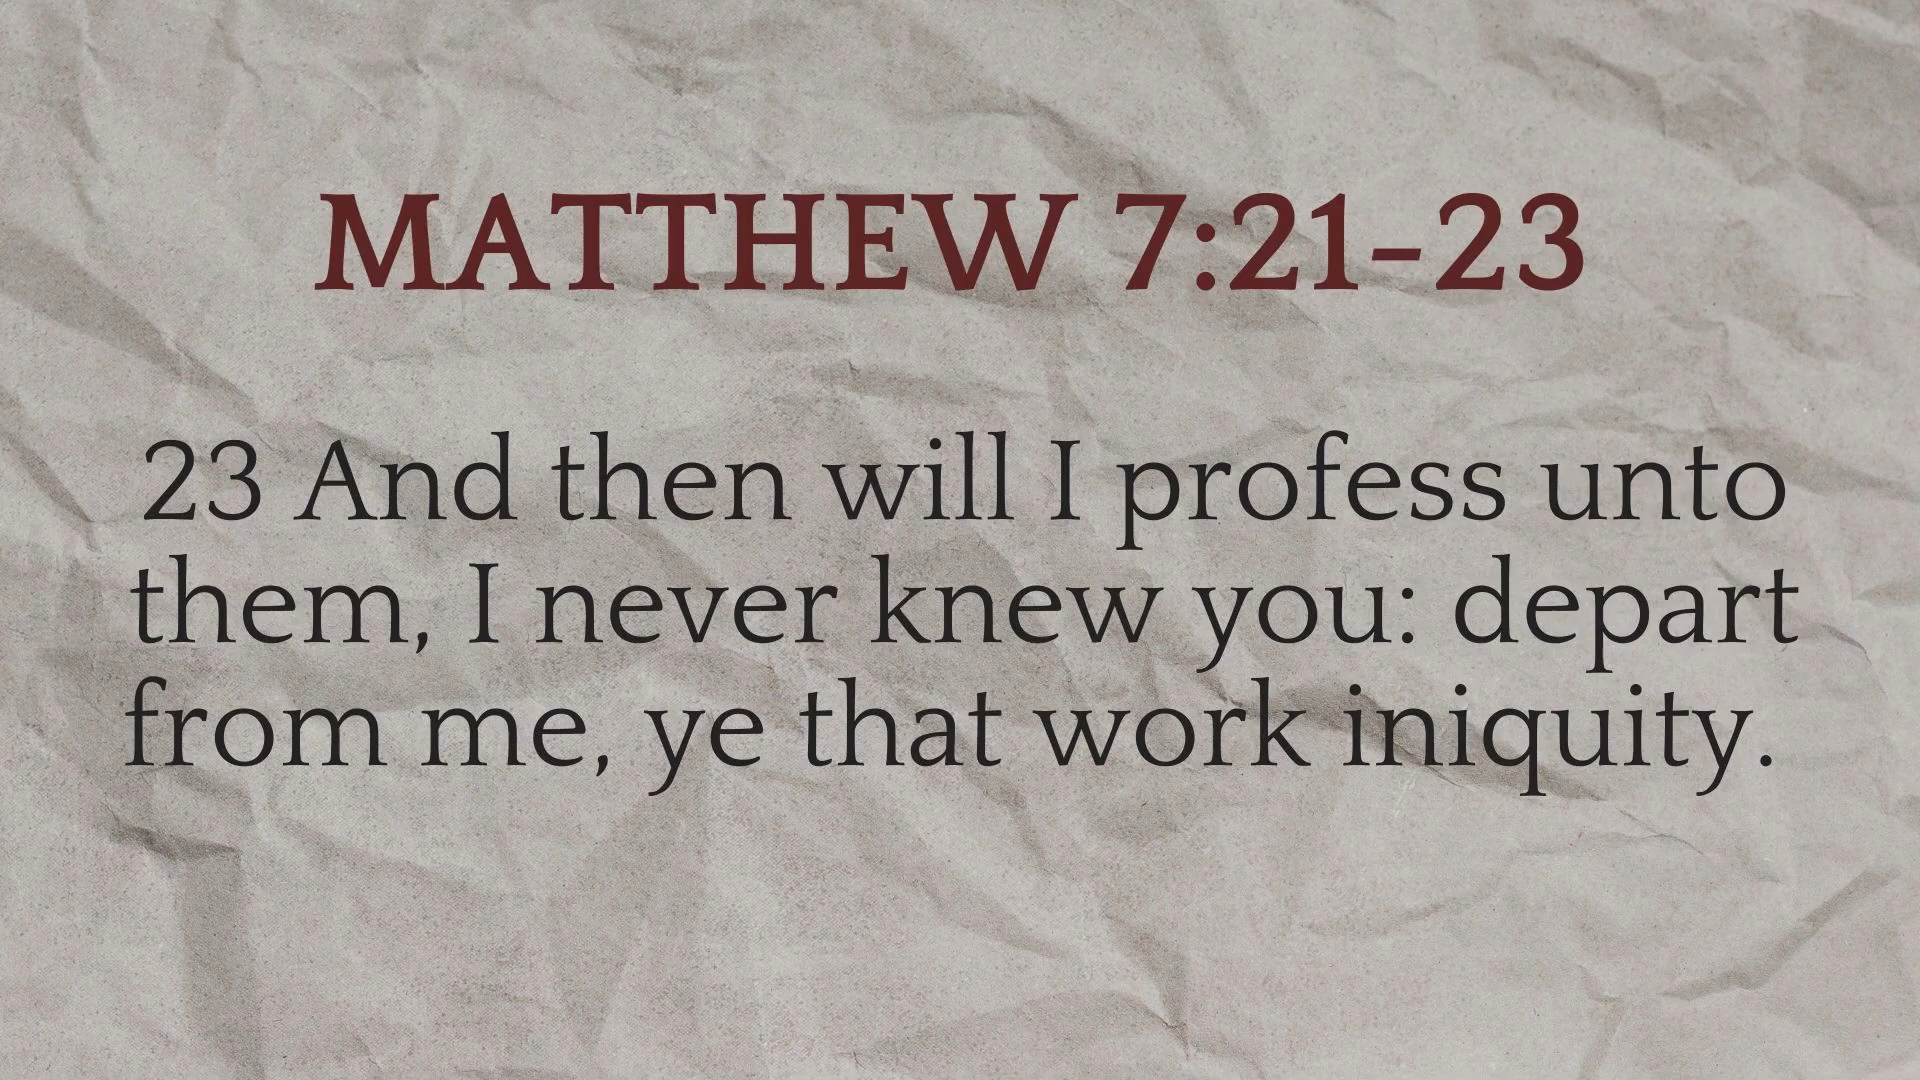 MATTHEW 7:21-23
23 And then will I profess unto
them, I never knew you: depart
from me, ye that work iniquity.